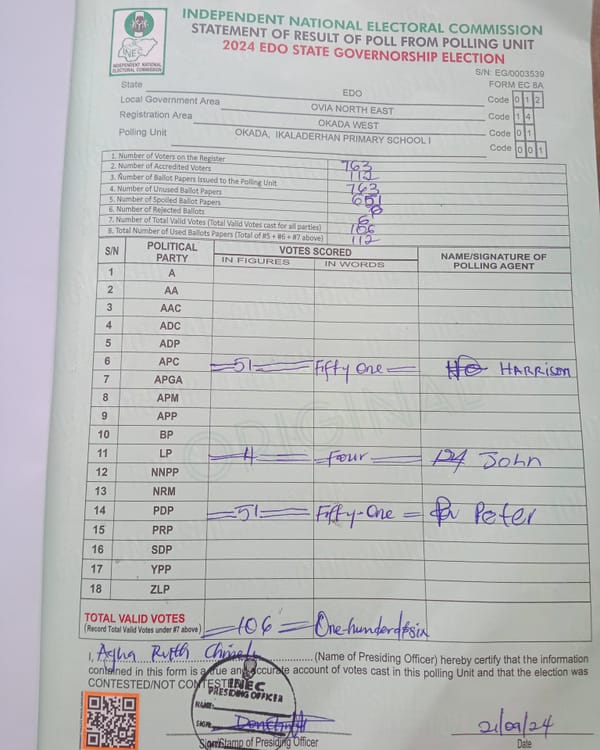 INDEPENDENT NATIONAL ELECTORAL COMMISSION
STATEMENT OF RESULT OF POLL FROM POLLING UNIT
2024 EDO STATE GOVERNORSHIP ELECTION
INEC
INDEPENDENT NATIONAL
ELECTORAL COMMISSION
S/N: EG/0003539
FORM EC 8A
State EDO Code 0 1 2
Local Government Area OVIA NORTH EAST Code 1 4
Registration Area OKADA WEST Code 0 1
Polling Unit OKADA, IKALADERHAN PRIMARY SCHOOL I Code 0 0 1
1. Number of Voters on the Register 763
2. Number of Accredited Voters 112
3. Number of Ballot Papers Issued to the Polling Unit 763
4. Number of Unused Ballot Papers 651
5. Number of Spoiled Ballot Papers
6. Number of Rejected Ballots 6
7. Number of Total Valid Votes (Total Valid Votes cast for all parties) 106
8. Total Number of Used Ballots Papers (Total of #5 + #6 + #7 above) 112
S/N POLITICAL PARTY VOTES SCORED NAME/SIGNATURE OF POLLING AGENT
IN FIGURES IN WORDS
1 A
2 AA
3 AAC
4 ADC
5 ADP
6 APC 51 Fifty One HARRISON
7 APGA
8 APM
9 APP
10 BP
11 LP 4 Four John
12 NNPP
13 NRM
14 PDP 51 Fifty-One Peter
15 PRP
16 SDP
17 YPP
18 ZLP
ORIGINAL
TOTAL VALID VOTES 106
(Record Total Valid Votes under #7 above)
I, Ruth (Name of Presiding Officer) hereby certify that the information
contained in this form is a true and accurate account of votes cast in this polling Unit and that the election was
CONTESTED/NOT CONTESTED
INEC
PRESIDING OFFICER
NAME:
SIGN:
Sign/Stamp of Presiding Officer
21/09/24
Date